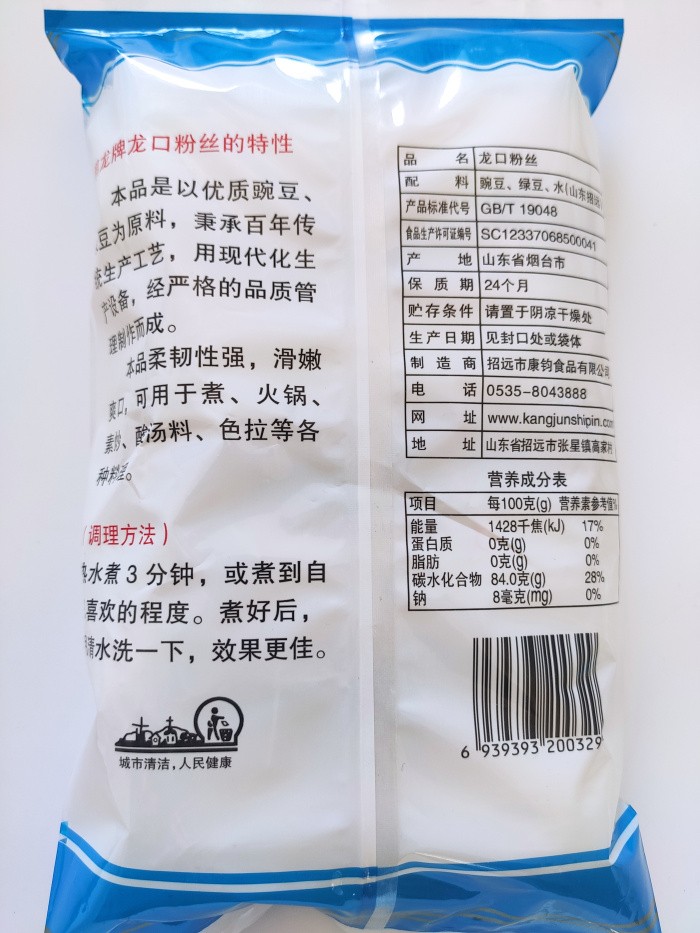 龙牌龙口粉丝的特性
本品是以优质豌豆、
豆为原料，秉承百年传
统生产工艺，用现代化生
产设备，经严格的品质管
理制作而成。
本品柔韧性强，滑嫩
爽口，可用于煮、火锅、
素炒、酸汤料、色拉等各
种料理。
（调理方法）
水煮3分钟，或煮到自
喜欢的程度。煮好后，
清水洗一下，效果更佳。
城市清洁，人民健康
品名 龙口粉丝
配料 豌豆、绿豆、水(山东招远
产品标准代号 GB/T 19048
食品生产许可证编号 SC12337068500041
产地 山东省烟台市
保质期 24个月
贮存条件 请置于阴凉干燥处
生产日期 见封口处或袋体
制造商 招远市康钧食品有限公司
电话 0535-8043888
网址 www.kangjunshipin.com
地址 山东省招远市张星镇高家村
营养成分表
项目 每100克(g) 营养素参考值%
能量 1428千焦(kJ) 17%
蛋白质 0克(g) 0%
脂肪 0克(g) 0%
碳水化合物 84.0克(g) 28%
钠 8毫克(mg) 0%
6 939393 200329